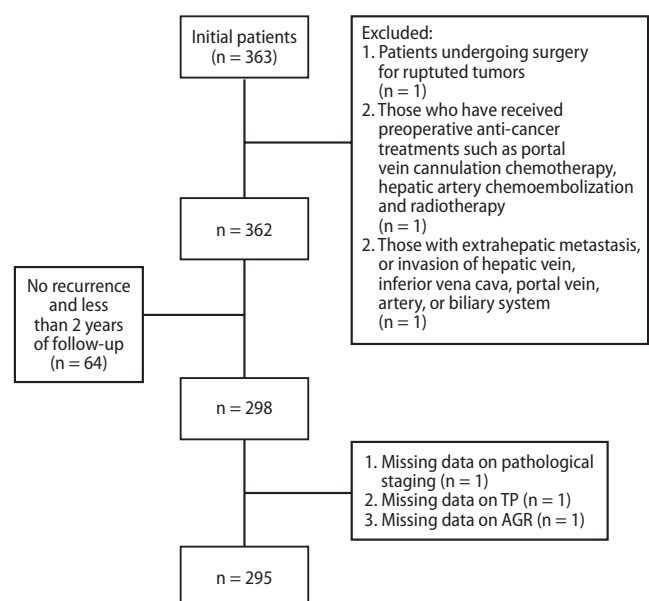 Initial patients
(n = 363)
Excluded:
1. Patients undergoing surgery
for ruptuted tumors
(n = 1)
2. Those who have received
preoperative anti-cancer
treatments such as portal
vein cannulation chemotherapy,
hepatic artery chemoembolization
and radiotherapy
(n = 1)
2. Those with extrahepatic metastasis,
or invasion of hepatic vein,
inferior vena cava, portal vein,
artery, or biliary system
(n = 1)
n = 362
No recurrence
and less
than 2 years
of follow-up
(n = 64)
n = 298
1. Missing data on pathological
staging (n = 1)
2. Missing data on TP (n = 1)
3. Missing data on AGR (n = 1)
n = 295